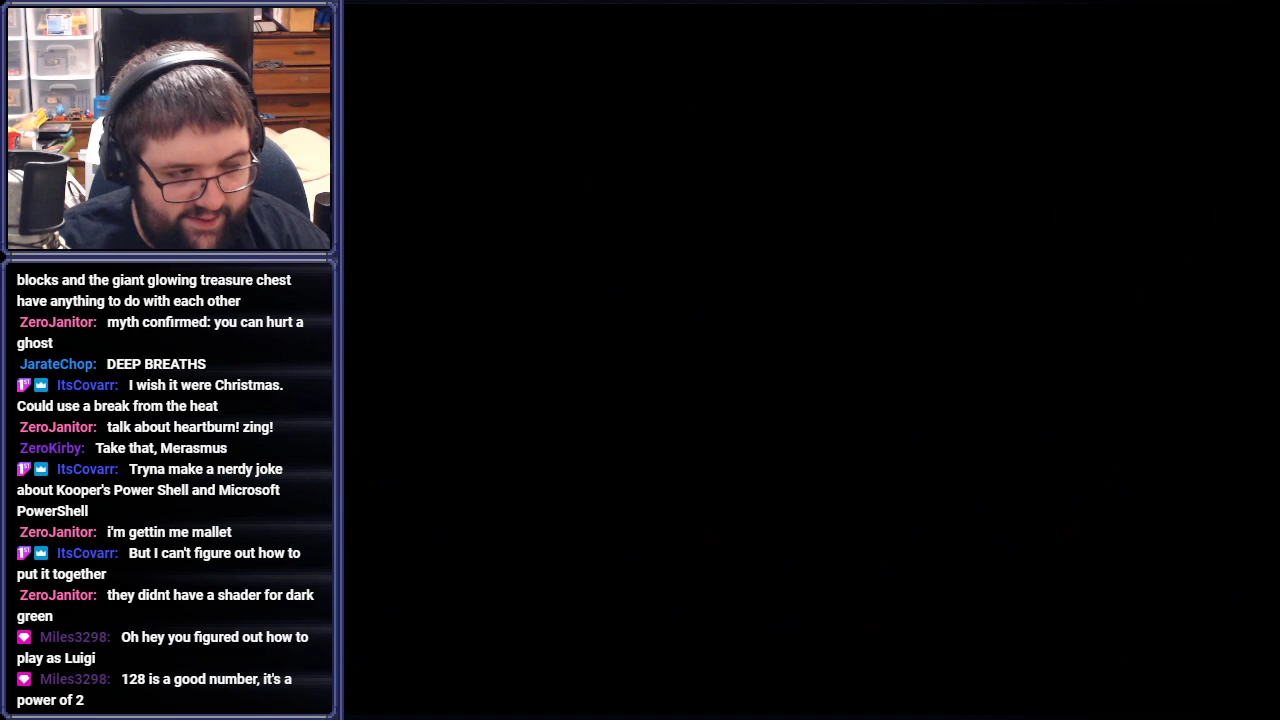 blocks and the giant glowing treasure chest
have anything to do with each other
ZeroJanitor: myth confirmed: you can hurt a
ghost
JarateChop: DEEP BREATHS
ItsCovarr: I wish it were Christmas.
Could use a break from the heat
ZeroJanitor: talk about heartburn! zing!
ZeroKirby: Take that, Merasmus
ItsCovarr: Tryna make a nerdy joke
about Kooper's Power Shell and Microsoft
PowerShell
ZeroJanitor: i'm gettin me mallet
ItsCovarr: But I can't figure out how to
put it together
ZeroJanitor: they didnt have a shader for dark
green
Miles3298: Oh hey you figured out how to
play as Luigi
Miles3298: 128 is a good number, it's a
power of 2